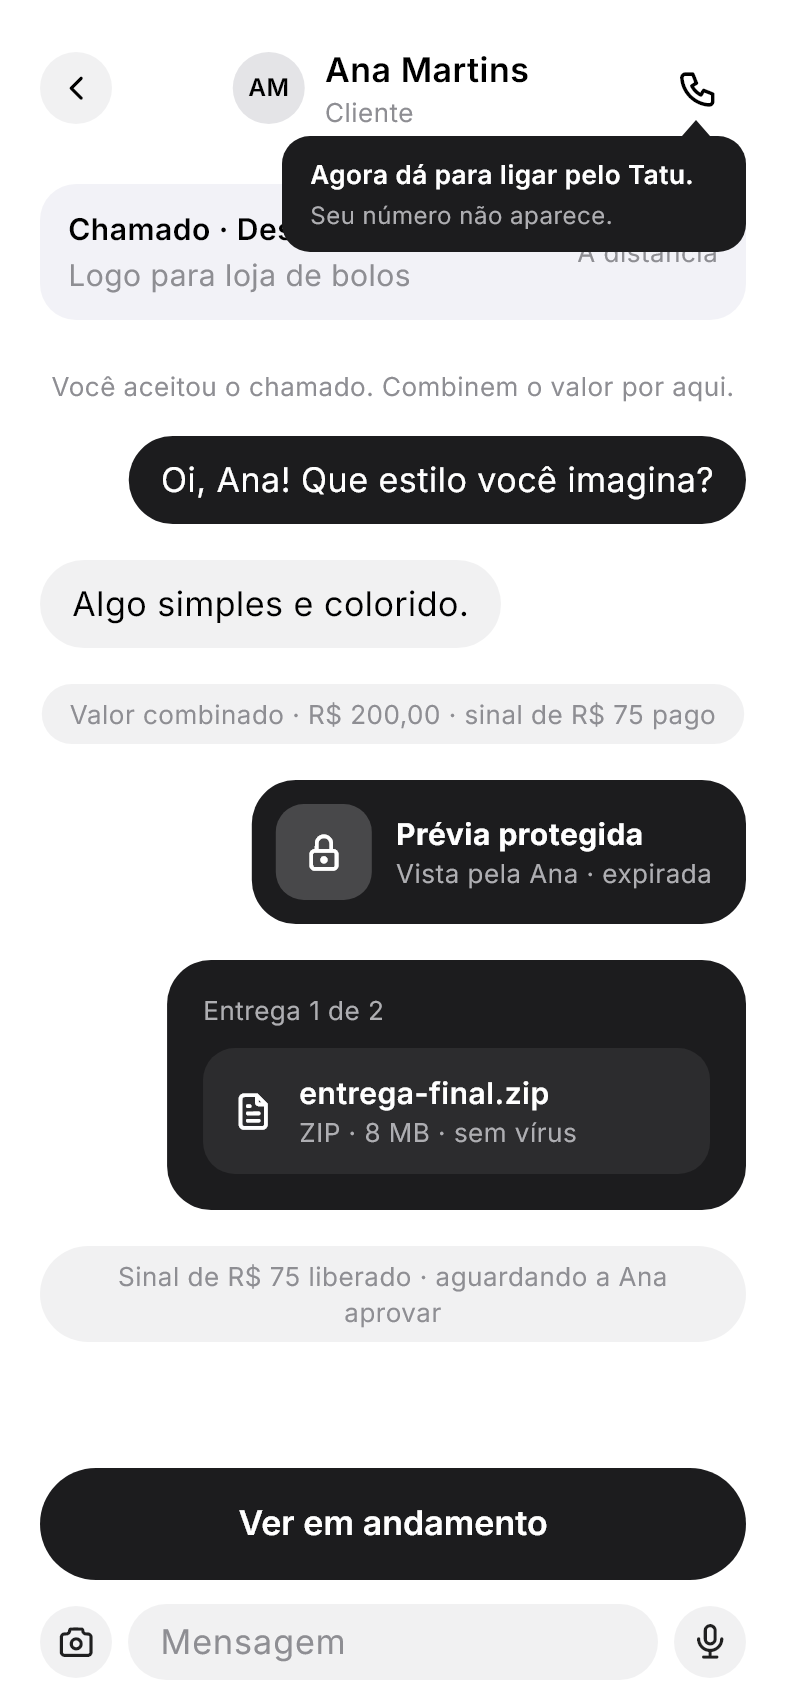 AM
Ana Martins
Cliente
Agora dá para ligar pelo Tatu.
Seu número não aparece.
Chamado · Des
A distância
Logo para loja de bolos
Você aceitou o chamado. Combinem o valor por aqui.
Oi, Ana! Que estilo você imagina?
Algo simples e colorido.
Valor combinado · R$ 200,00 · sinal de R$ 75 pago
Prévia protegida
Vista pela Ana · expirada
Entrega 1 de 2
entrega-final.zip
ZIP · 8 MB · sem vírus
Sinal de R$ 75 liberado · aguardando a Ana
aprovar
Ver em andamento
Mensagem